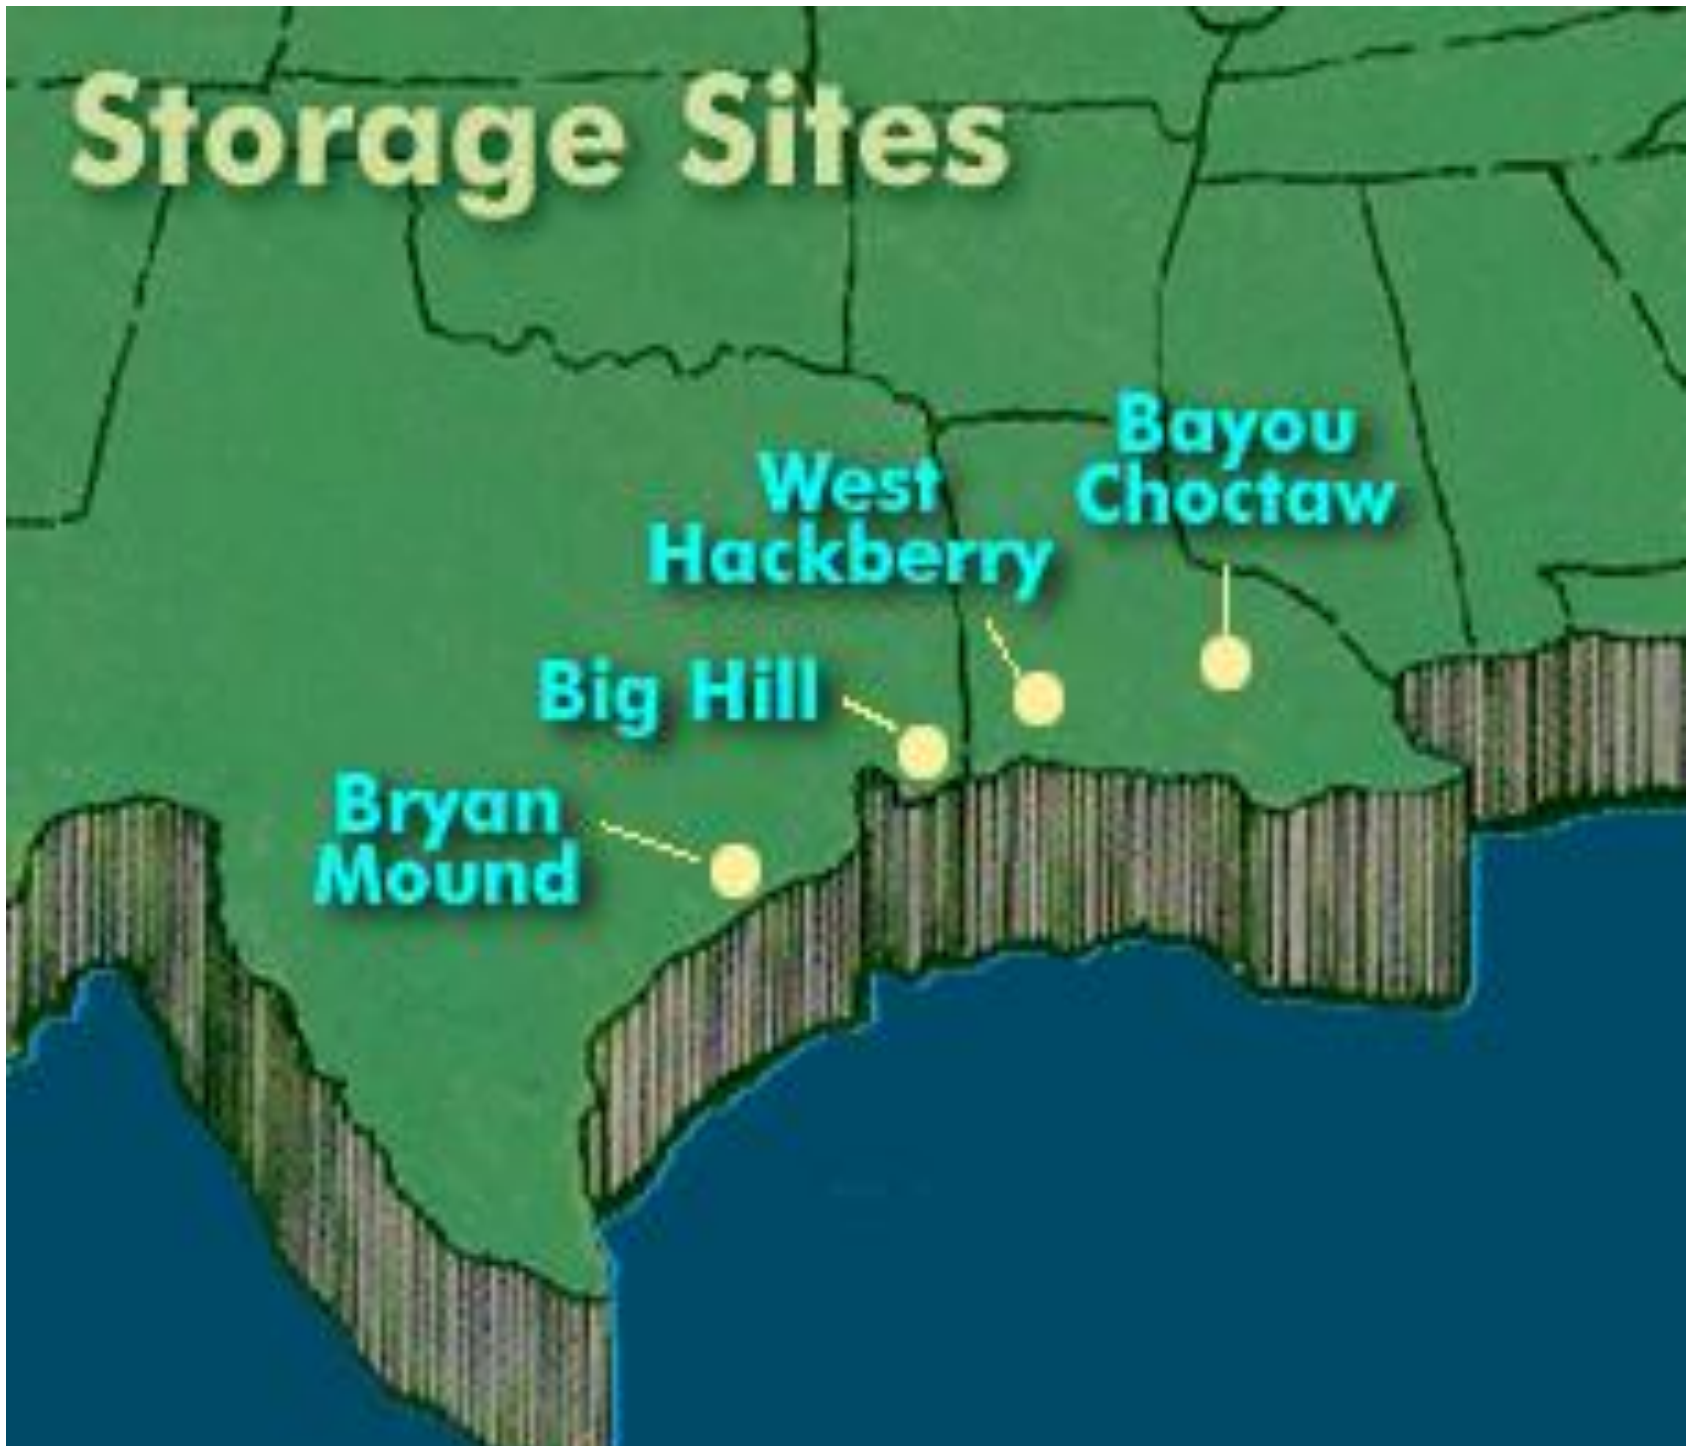 Storage Sites
Bayou
Choctaw
West
Hackberry
Big Hill
Bryan
Mound